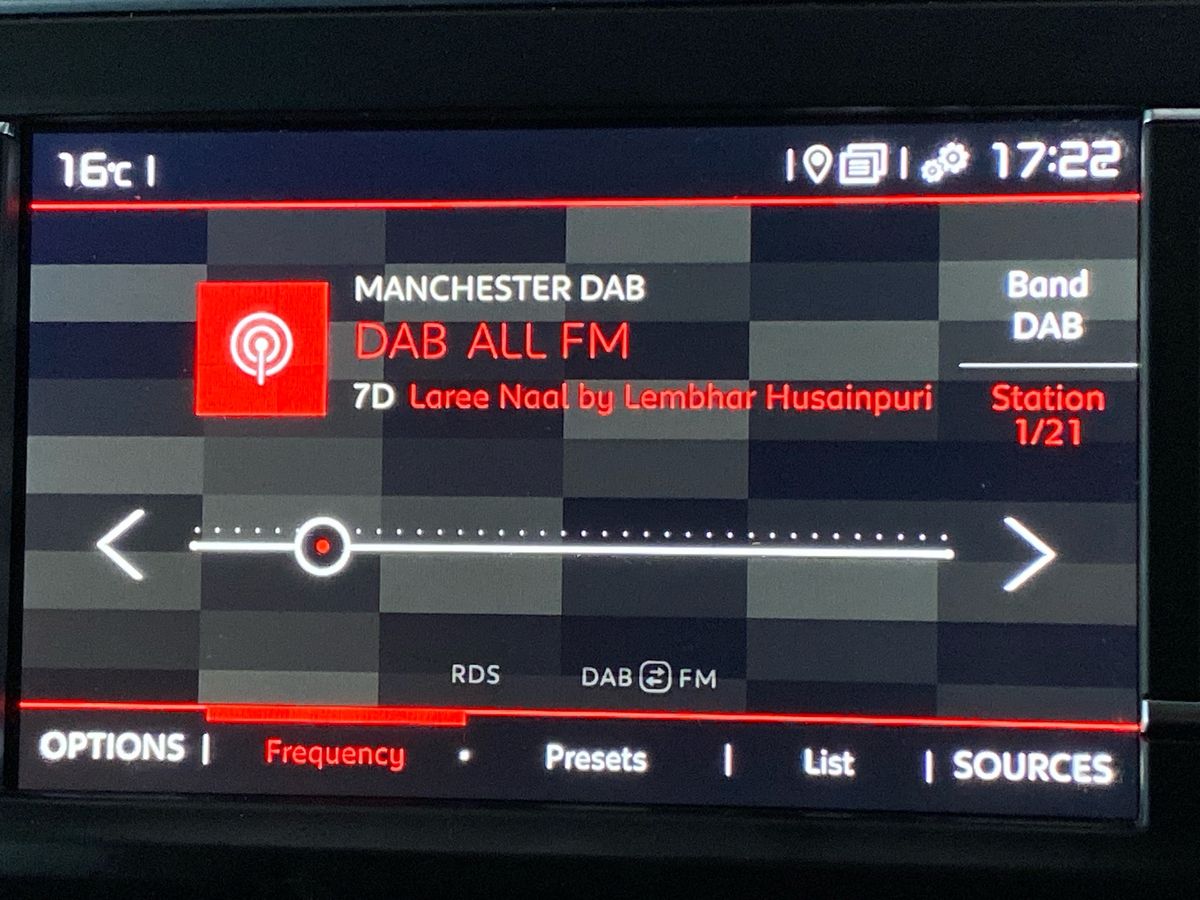 16°C
17:22
MANCHESTER DAB
DAB ALL FM
7D Laree Naal by Lembhar Husainpuri
Band
DAB
Station
1/21
RDS DAB FM
OPTIONS Frequency Presets List SOURCES